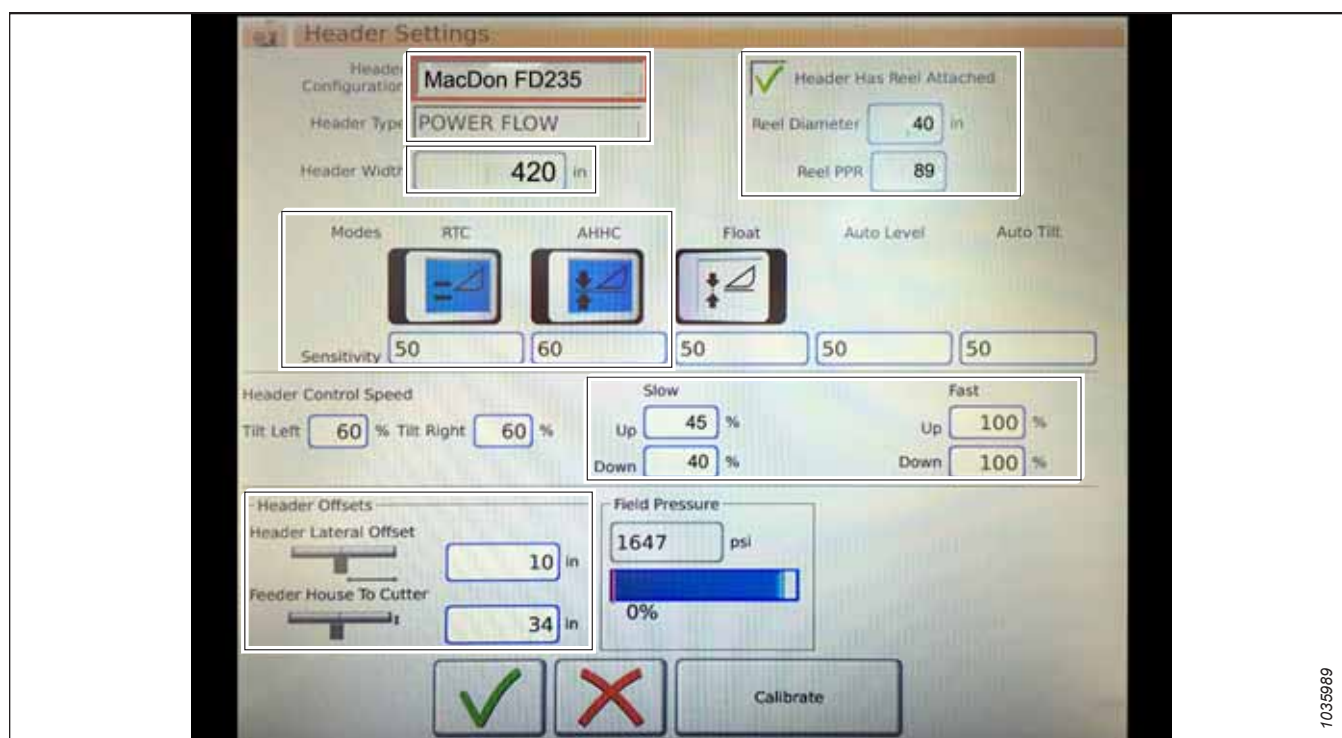 Header Settings
Header
Configuration MacDon FD235
Header Has Reel Attached
Header Type POWER FLOW
Reel Diameter 40 in
Header Width 420 in
Reel PPR 89
Modes RTC AHHC Float Auto Level Auto Tilt
Sensitivity 50 60 50 50 50
Header Control Speed
Slow Fast
Tilt Left 60 % Tilt Right 60 %
Up 45 % Up 100 %
Down 40 % Down 100 %
Header Offsets
Header Lateral Offset
10 in
Feeder House To Cutter
34 in
Field Pressure
1647 psi
0%
Calibrate
1035989